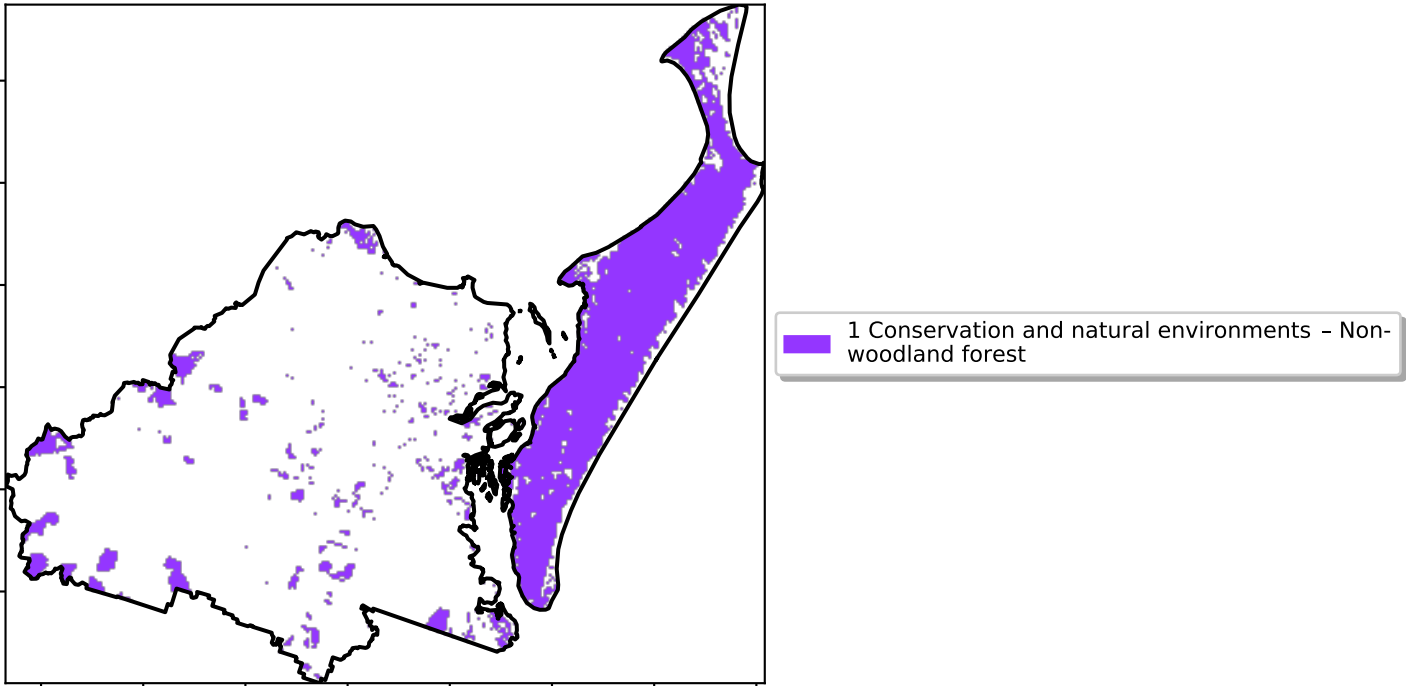 1 Conservation and natural environments – Non-
woodland forest